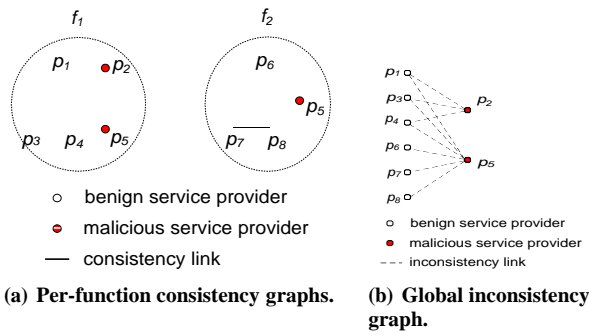 f1 f2
p1 p2 p6
p5
p3 p4 p5
p7 p8
benign service provider
malicious service provider
consistency link
(a) Per-function consistency graphs.
p1
p2
p3
p4
p6
p5
p7
p8
benign service provider
malicious service provider
inconsistency link
(b) Global inconsistency
graph.